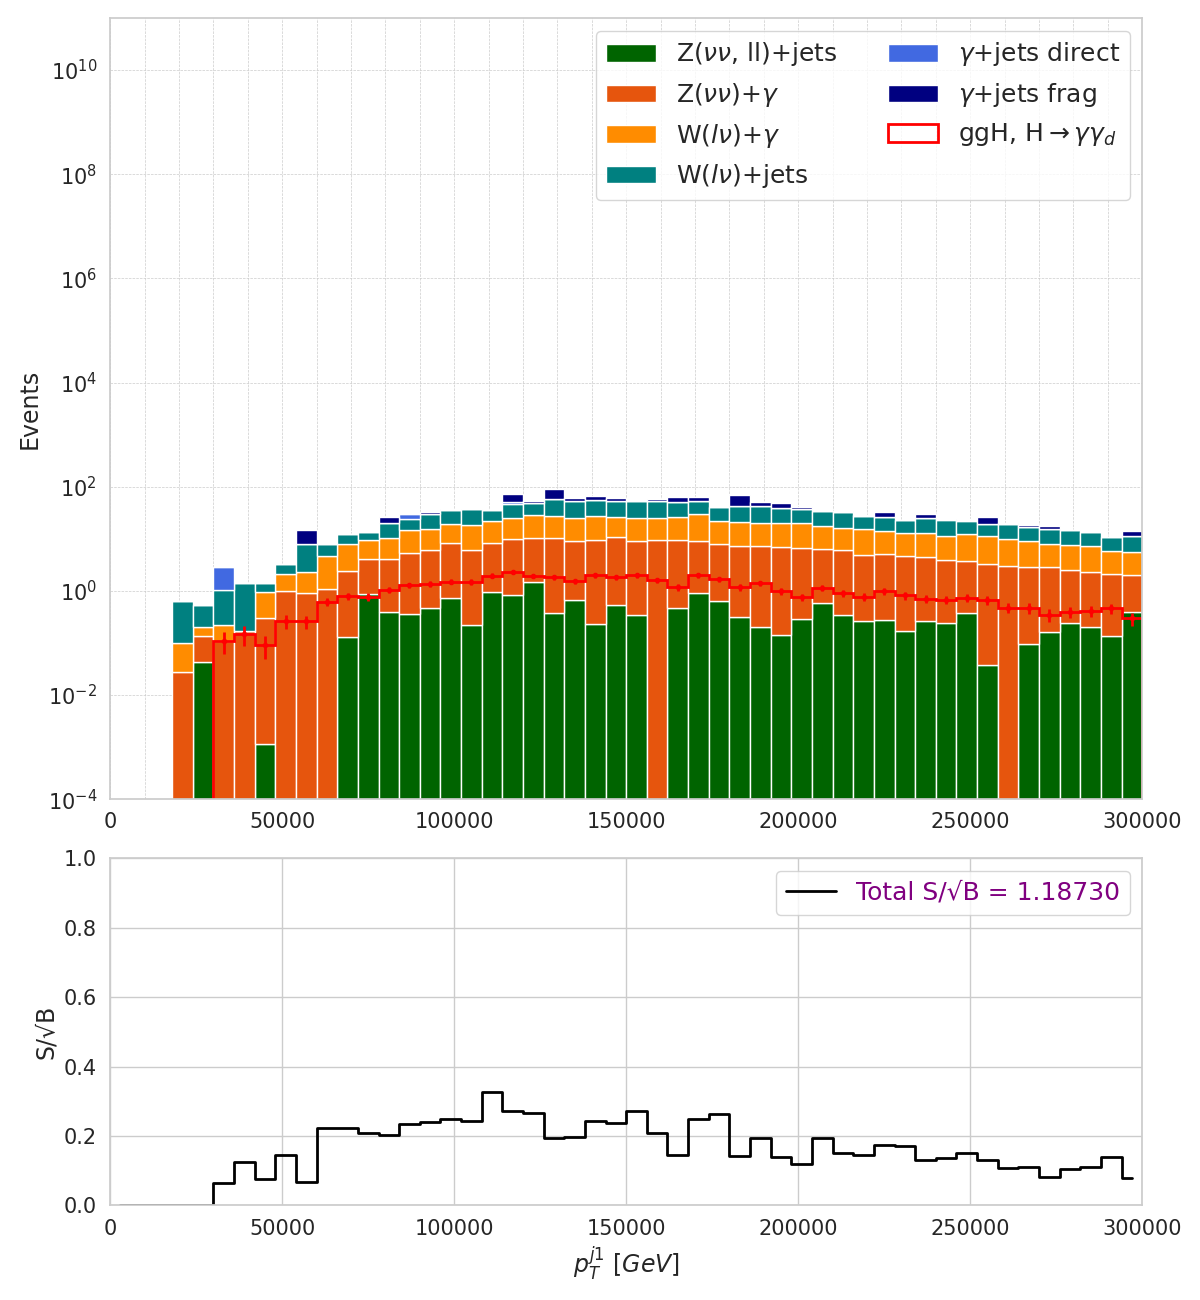 Events
10^10
10^8
10^6
10^4
10^2
10^0
10^−2
10^−4
0 50000 100000 150000 200000 250000 300000
Z(νν, ll)+jets
Z(νν)+γ
W(lν)+γ
W(lν)+jets
γ+jets direct
γ+jets frag
ggH, H→γγ_d
S/√B
1.0
0.8
0.6
0.4
0.2
0.0
Total S/√B = 1.18730
0 50000 100000 150000 200000 250000 300000
p_T^j1 [GeV]